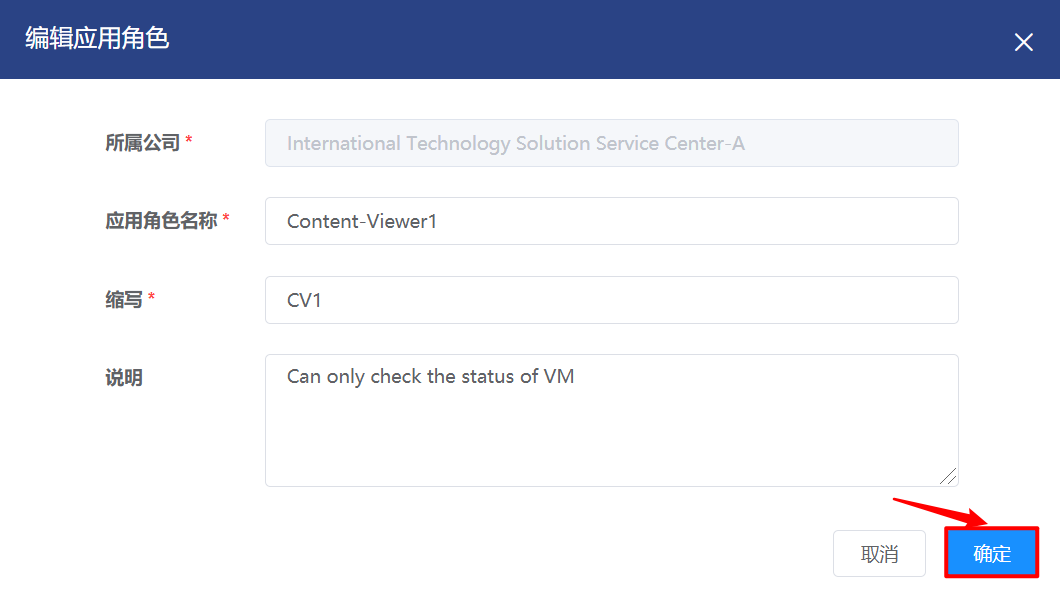 编辑应用角色
所属公司 * International Technology Solution Service Center-A
应用角色名称 * Content-Viewer1
缩写 * CV1
说明 Can only check the status of VM
取消 确定